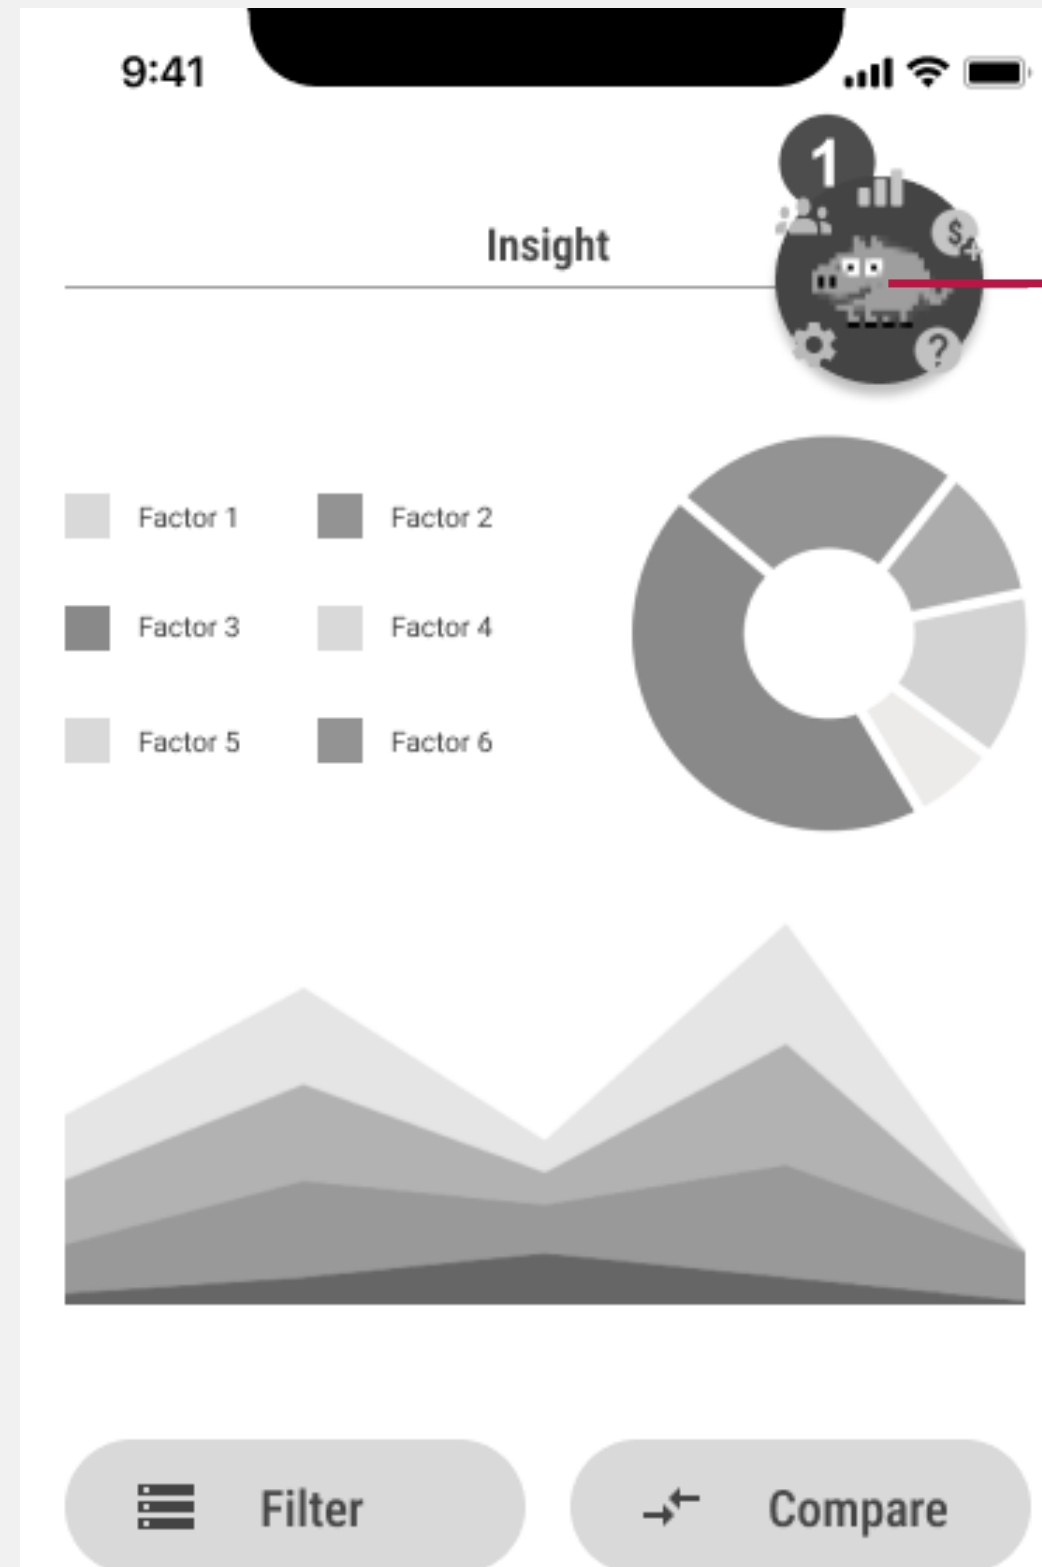 9:41
1
Insight
$
?
Factor 1 Factor 2
Factor 3 Factor 4
Factor 5 Factor 6
Filter Compare